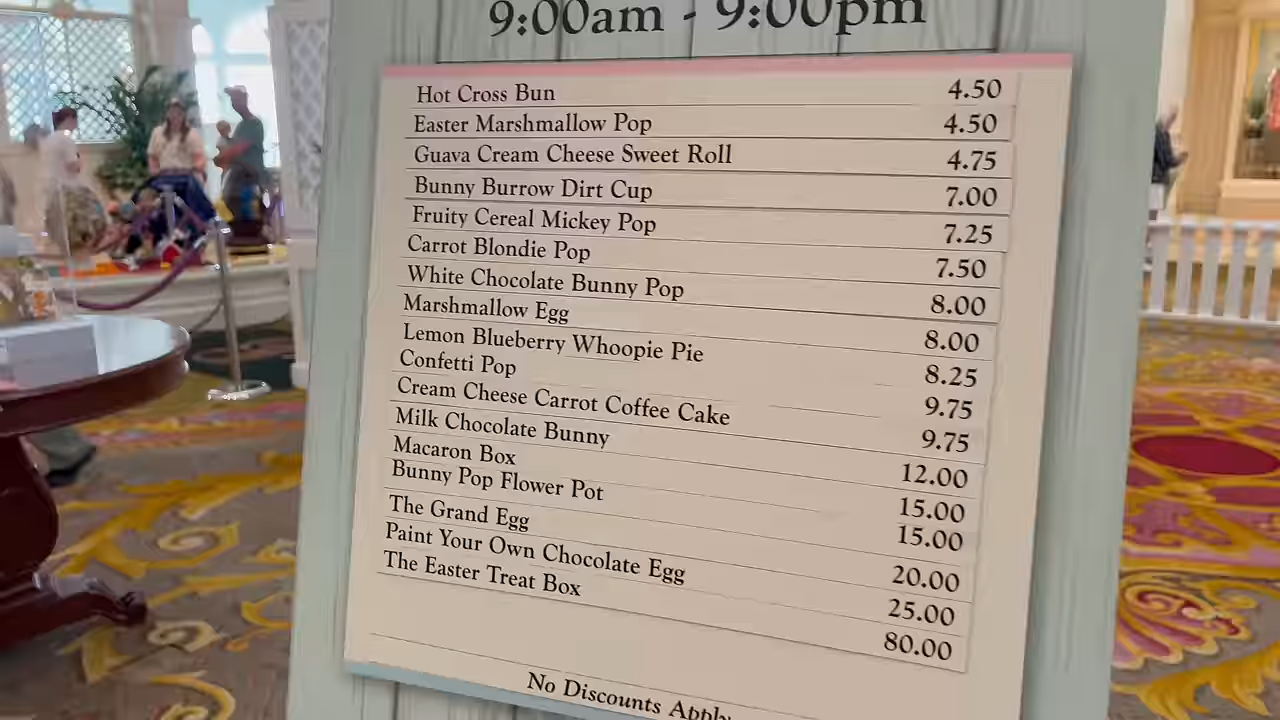 9:00am - 9:00pm
Hot Cross Bun 4.50
Easter Marshmallow Pop 4.50
Guava Cream Cheese Sweet Roll 4.75
Bunny Burrow Dirt Cup 7.00
Fruity Cereal Mickey Pop 7.25
Carrot Blondie Pop 7.50
White Chocolate Bunny Pop 8.00
Marshmallow Egg 8.00
Lemon Blueberry Whoopie Pie 8.25
Confetti Pop 9.75
Cream Cheese Carrot Coffee Cake 9.75
Milk Chocolate Bunny 12.00
Macaron Box 15.00
Bunny Pop Flower Pot 15.00
The Grand Egg 20.00
Paint Your Own Chocolate Egg 25.00
The Easter Treat Box 80.00
No Discounts Apply